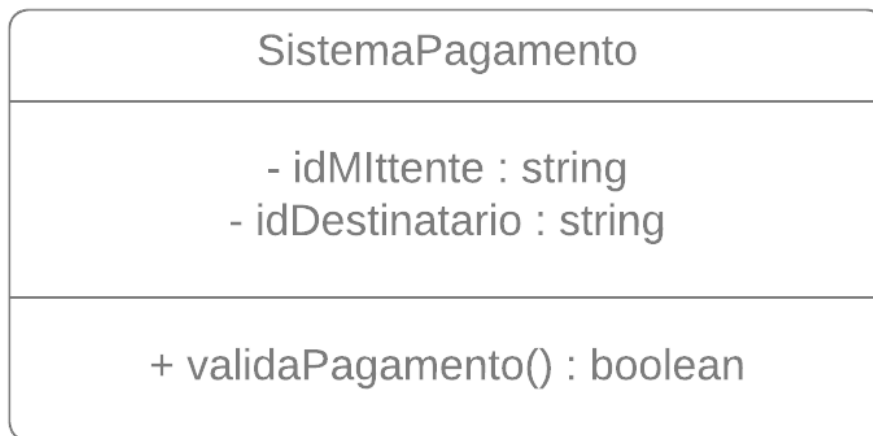 SistemaPagamento
- idMIttente : string
- idDestinatario : string
+ validaPagamento() : boolean